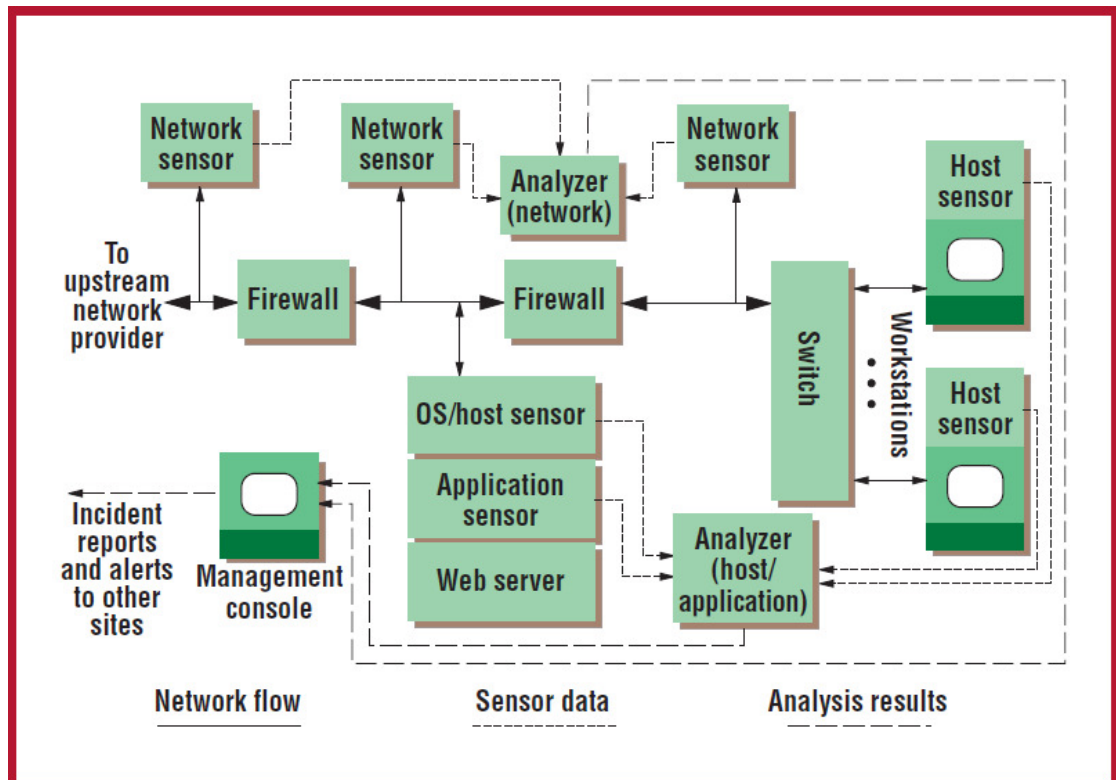 Network
sensor
Network
sensor
Analyzer
(network)
Network
sensor
Host
sensor
To
upstream
network
provider
Firewall
Firewall
Switch
Workstations
Host
sensor
OS/host sensor
Application
sensor
Web server
Analyzer
(host/
application)
Incident
reports
and alerts
to other
sites
Management
console
Network flow
Sensor data
Analysis results